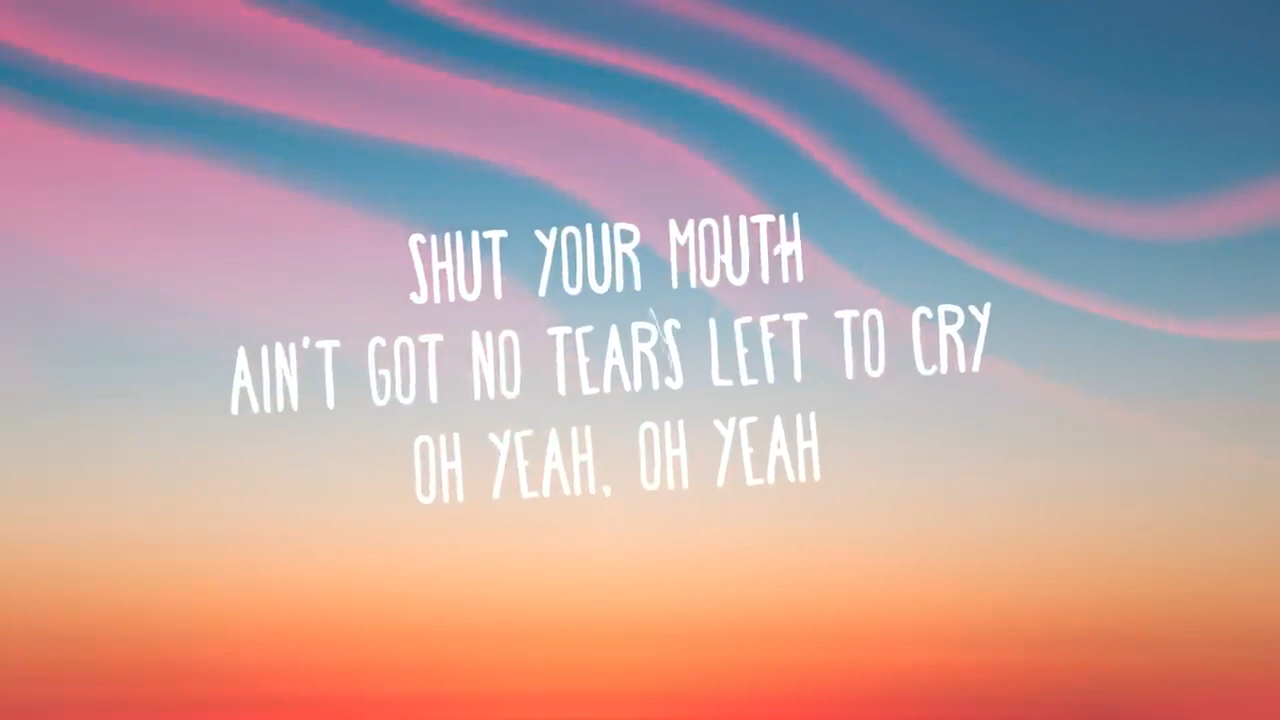 SHUT YOUR MOUTH
AIN'T GOT NO TEARS LEFT TO CRY
OH YEAH, OH YEAH